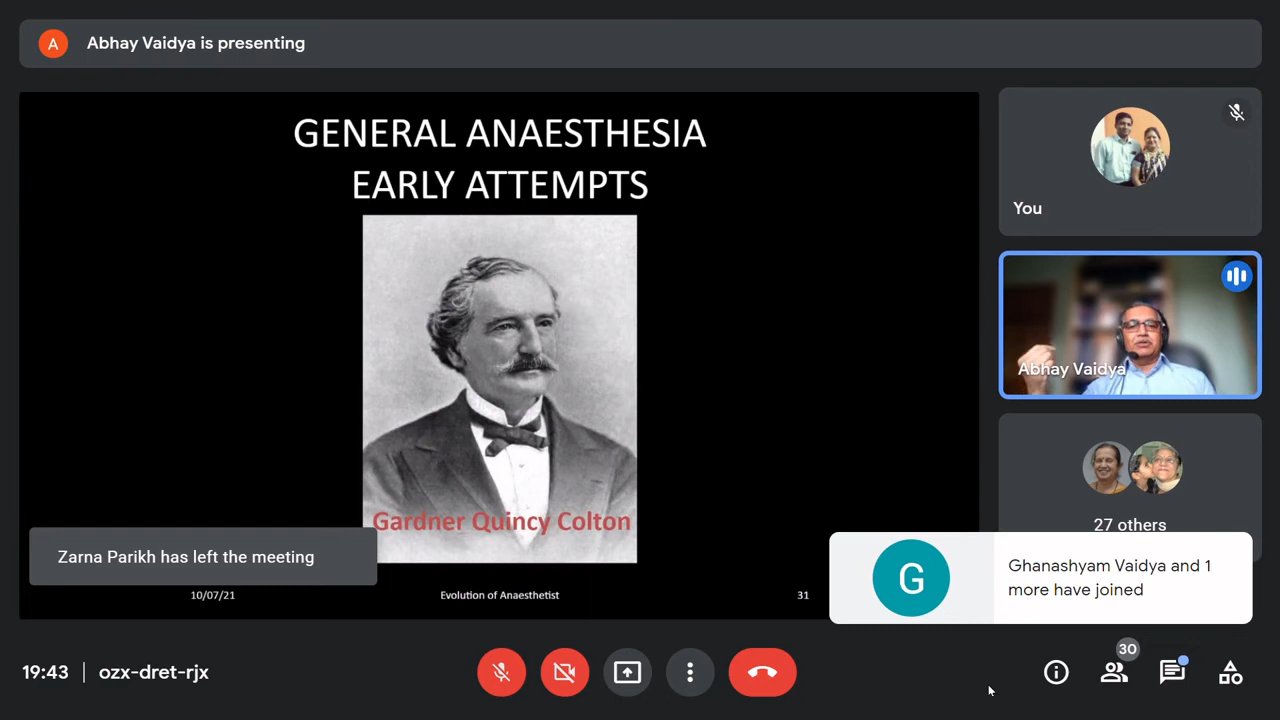 A
Abhay Vaidya is presenting
GENERAL ANAESTHESIA
EARLY ATTEMPTS
Gardner Quincy Colton
10/07/21
Evolution of Anaesthetist
31
You
Abhay Vaidya
27 others
Zarna Parikh has left the meeting
G
Ghanashyam Vaidya and 1
more have joined
19:43 | ozx-dret-rjx
30